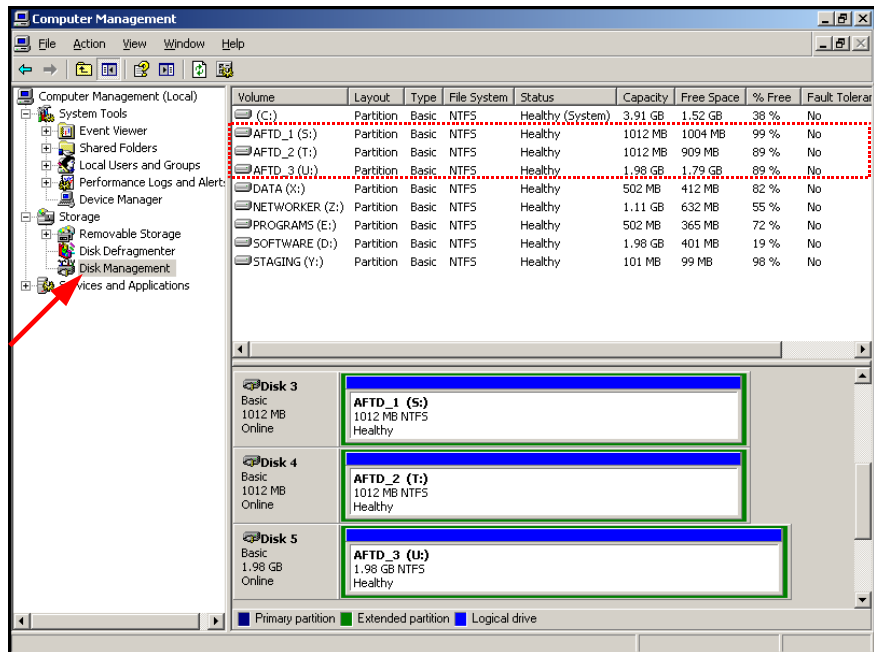 Computer Management
File Action View Window Help
Computer Management (Local)
System Tools
Event Viewer
Shared Folders
Local Users and Groups
Performance Logs and Alert:
Device Manager
Storage
Removable Storage
Disk Defragmenter
Disk Management
Services and Applications
Volume Layout Type File System Status Capacity Free Space % Free Fault Toleran
(C:) Partition Basic NTFS Healthy (System) 3.91 GB 1.52 GB 38 % No
AFTD_1 (S:) Partition Basic NTFS Healthy 1012 MB 1004 MB 99 % No
AFTD_2 (T:) Partition Basic NTFS Healthy 1012 MB 909 MB 89 % No
AFTD_3 (U:) Partition Basic NTFS Healthy 1.98 GB 1.79 GB 89 % No
DATA (X:) Partition Basic NTFS Healthy 502 MB 412 MB 82 % No
NETWORKER (Z:) Partition Basic NTFS Healthy 1.11 GB 632 MB 55 % No
PROGRAMS (E:) Partition Basic NTFS Healthy 502 MB 365 MB 72 % No
SOFTWARE (D:) Partition Basic NTFS Healthy 1.98 GB 401 MB 19 % No
STAGING (Y:) Partition Basic NTFS Healthy 101 MB 99 MB 98 % No
Disk 3
Basic
1012 MB
Online
AFTD_1 (S:)
1012 MB NTFS
Healthy
Disk 4
Basic
1012 MB
Online
AFTD_2 (T:)
1012 MB NTFS
Healthy
Disk 5
Basic
1.98 GB
Online
AFTD_3 (U:)
1.98 GB NTFS
Healthy
Primary partition Extended partition Logical drive